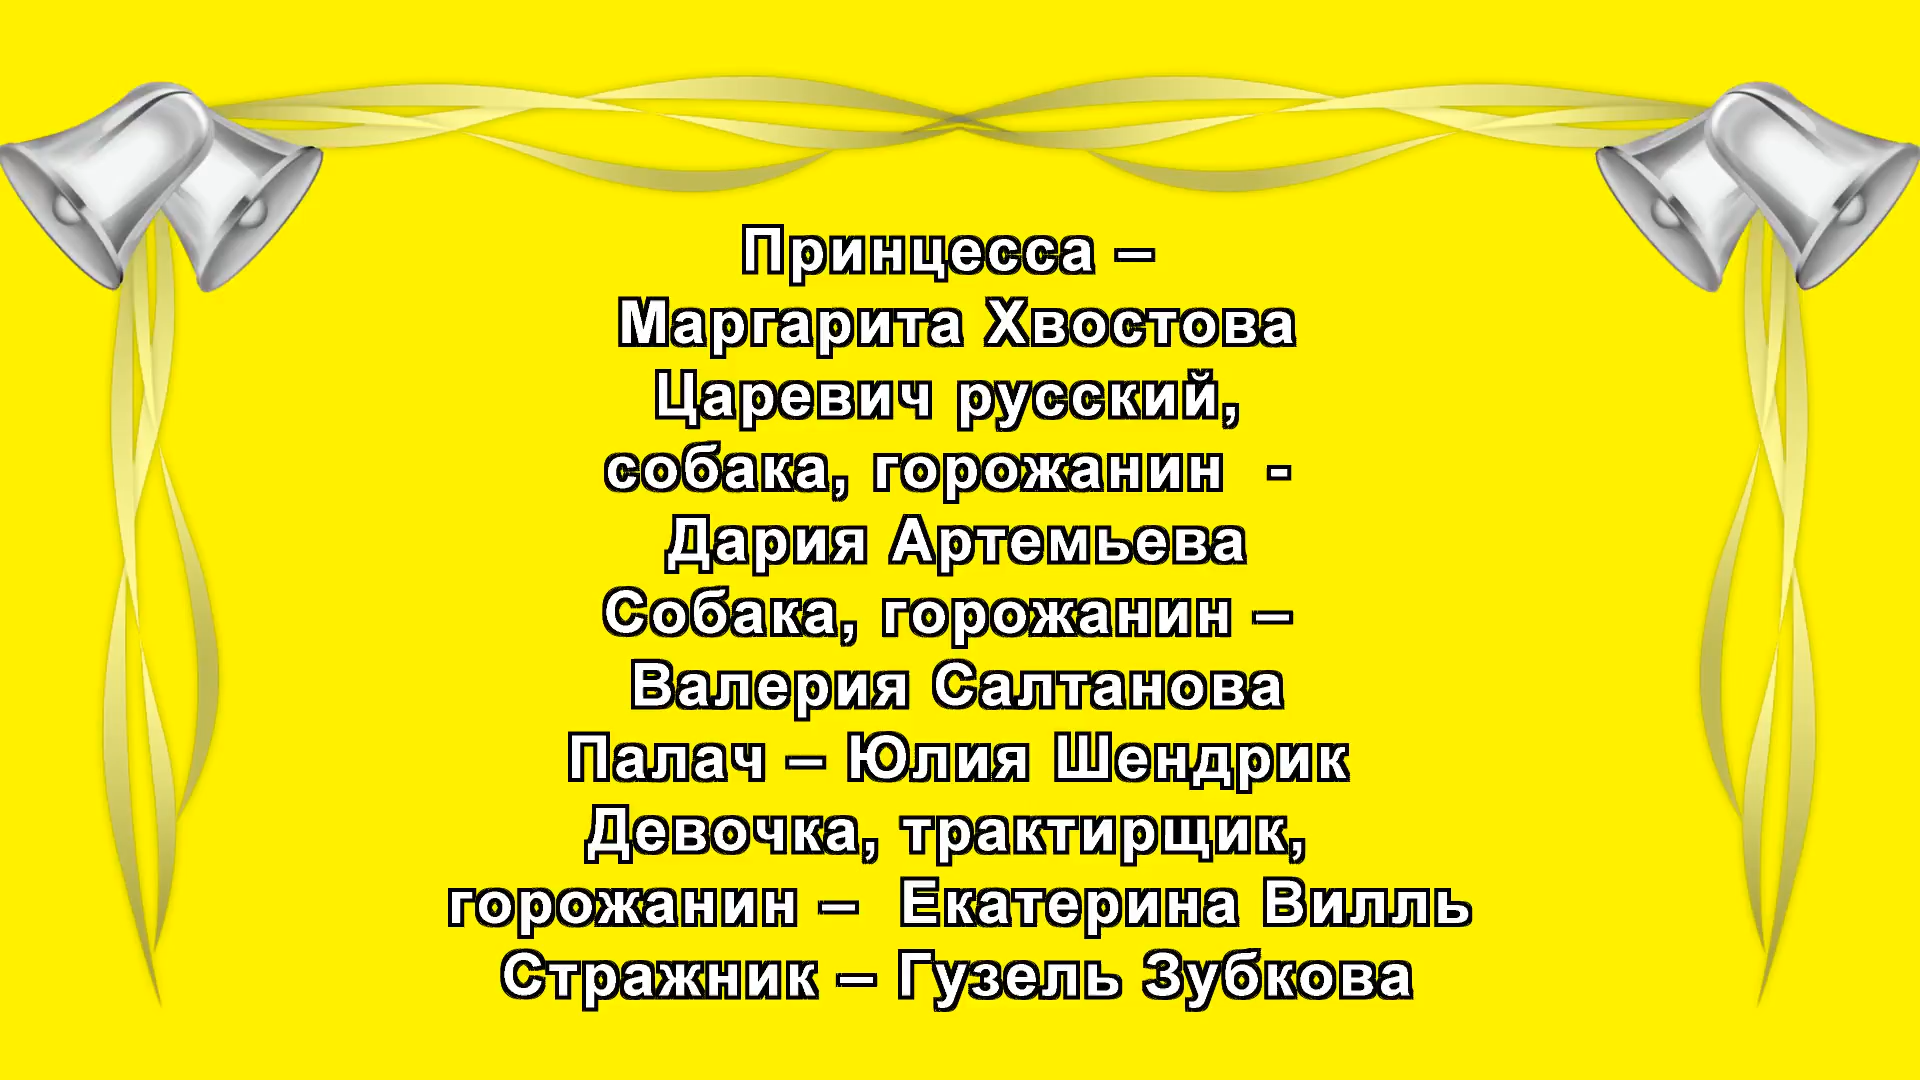 Принцесса –
Маргарита Хвостова
Царевич русский,
собака, горожанин  -
Дария Артемьева
Собака, горожанин –
Валерия Салтанова
Палач – Юлия Шендрик
Девочка, трактирщик,
горожанин –  Екатерина Вилль
Стражник – Гузель Зубкова